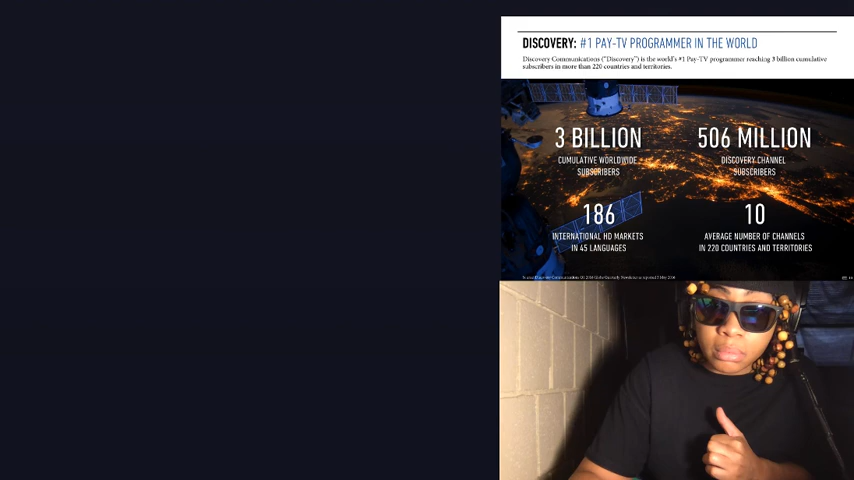 DISCOVERY: #1 PAY-TV PROGRAMMER IN THE WORLD
Discovery Communications ("Discovery") is the world's #1 Pay-TV programmer reaching 3 billion cumulative
subscribers in more than 220 countries and territories.
3 BILLION
CUMULATIVE WORLDWIDE
SUBSCRIBERS
506 MILLION
DISCOVERY CHANNEL
SUBSCRIBERS
186
INTERNATIONAL HD MARKETS
IN 45 LANGUAGES
10
AVERAGE NUMBER OF CHANNELS
IN 220 COUNTRIES AND TERRITORIES